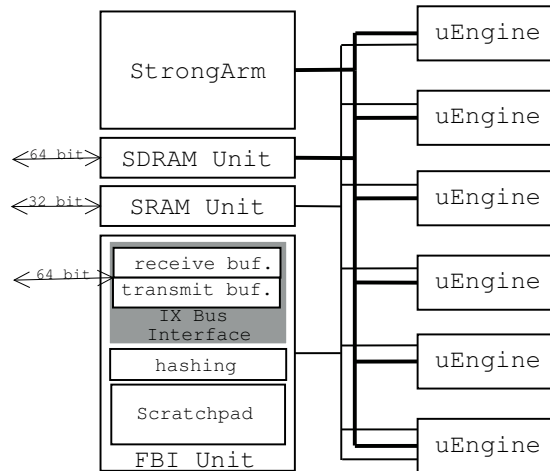 StrongArm
SDRAM Unit
64 bit
SRAM Unit
32 bit
64 bit
receive buf.
transmit buf.
IX Bus
Interface
hashing
Scratchpad
FBI Unit
uEngine
uEngine
uEngine
uEngine
uEngine
uEngine